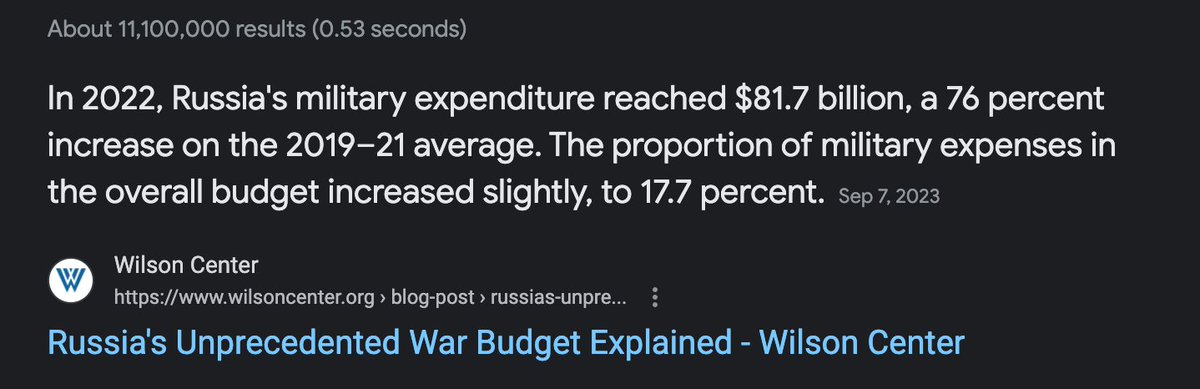 About 11,100,000 results (0.53 seconds)
In 2022, Russia's military expenditure reached $81.7 billion, a 76 percent
increase on the 2019–21 average. The proportion of military expenses in
the overall budget increased slightly, to 17.7 percent. Sep 7, 2023
W
Wilson Center
https://www.wilsoncenter.org › blog-post › russias-unpre...
Russia's Unprecedented War Budget Explained - Wilson Center